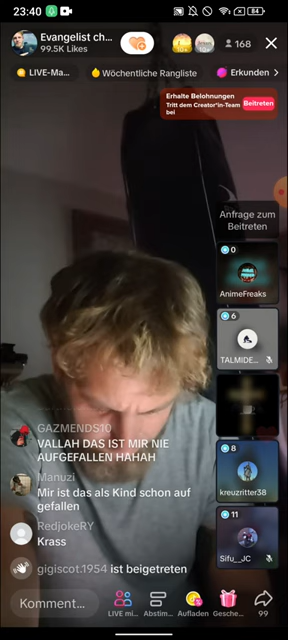 23:40
84
Evangelist ch...
99.5K Likes
168
LIVE-Ma...
Wöchentliche Rangliste
Erkunden
Erhalte Belohnungen
Tritt dem Creator*in-Team
bei
Beitreten
Anfrage zum
Beitreten
0
AnimeFreaks
6
TALMIDE...
8
kreuzritter38
11
Sifu__JC
GAZMENDS10
VALLAH DAS IST MIR NIE
AUFGEFALLEN HAHAH
Manuzi
Mir ist das als Kind schon auf
gefallen
RedjokeRY
Krass
gigiscot.1954 ist beigetreten
Komment...
LIVE mi...
Abstim...
Aufladen
Gesche...
99